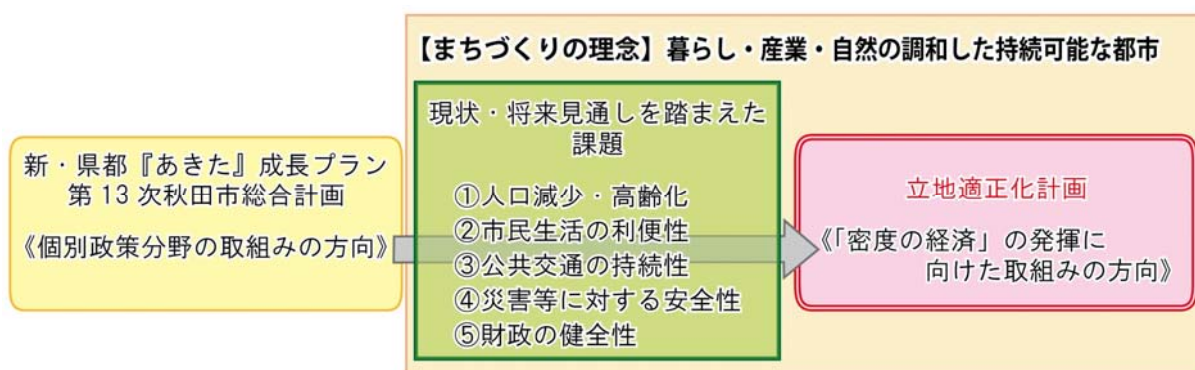 【まちづくりの理念】暮らし・産業・自然の調和した持続可能な都市
新・県都『あきた』成長プラン
第13次秋田市総合計画
《個別政策分野の取組みの方向》
現状・将来見通しを踏まえた
課題
①人口減少・高齢化
②市民生活の利便性
③公共交通の持続性
④災害等に対する安全性
⑤財政の健全性
立地適正化計画
《「密度の経済」の発揮に
向けた取組みの方向》